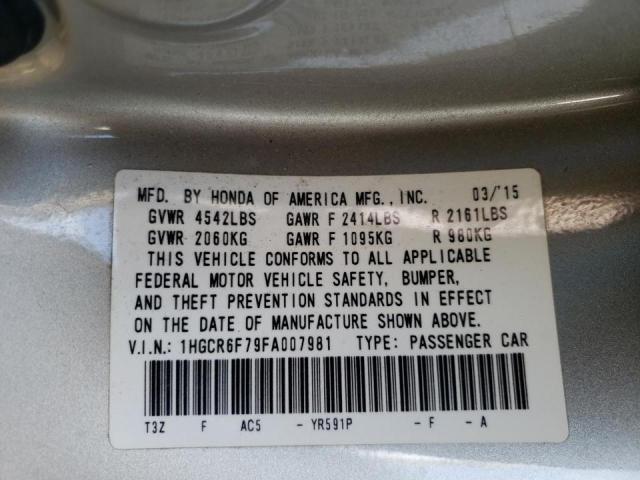 MFD. BY HONDA OF AMERICA MFG., INC. 03/'15
GVWR 4542LBS GAWR F 2414LBS R 2161LBS
GVWR 2060KG GAWR F 1095KG R 980KG
THIS VEHICLE CONFORMS TO ALL APPLICABLE
FEDERAL MOTOR VEHICLE SAFETY, BUMPER,
AND THEFT PREVENTION STANDARDS IN EFFECT
ON THE DATE OF MANUFACTURE SHOWN ABOVE.
V.I.N.: 1HGCR6F79FA007981 TYPE: PASSENGER CAR
T3Z F AC5 - YR591P - F - A